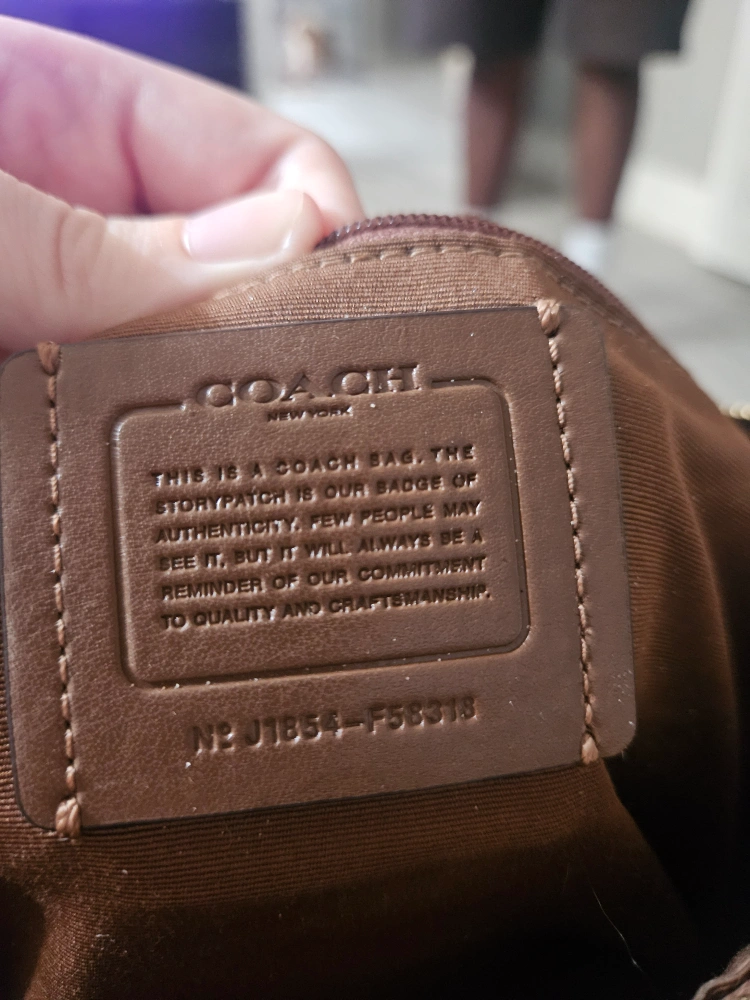 COACH
NEW YORK
THIS IS A COACH BAG. THE
STORYPATCH IS OUR BADGE OF
AUTHENTICITY. FEW PEOPLE MAY
SEE IT, BUT IT WILL ALWAYS BE A
REMINDER OF OUR COMMITMENT
TO QUALITY AND CRAFTSMANSHIP.
Nº J1854-F58318